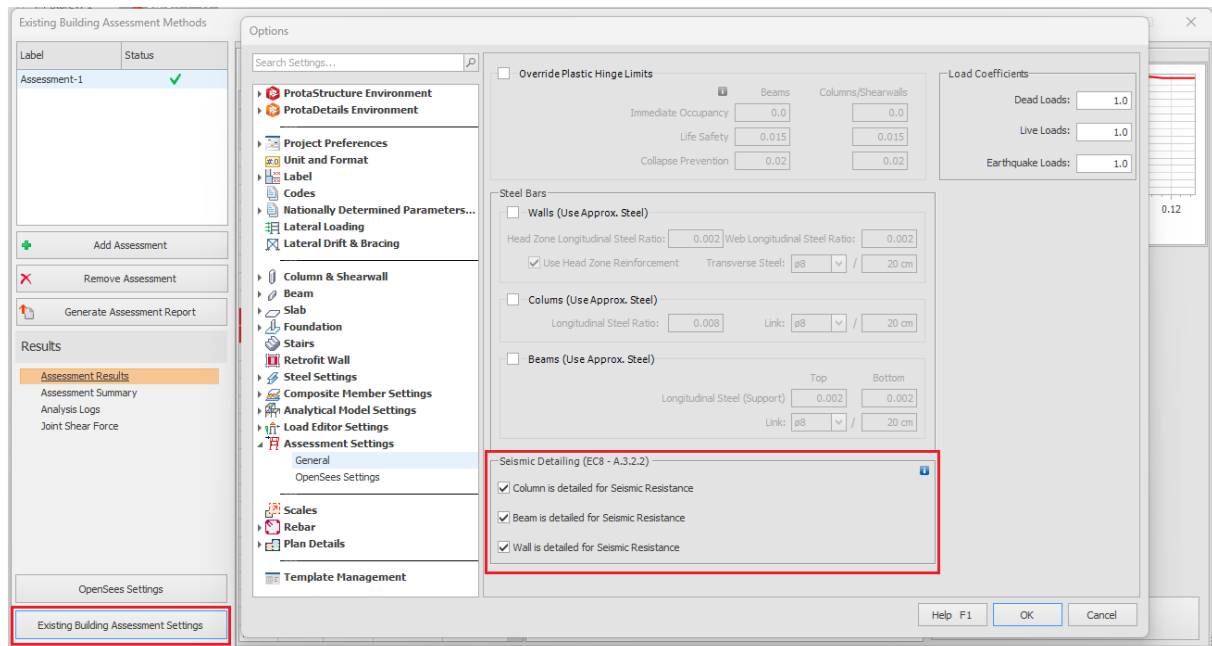 Existing Building Assessment Methods
Label Status
Assessment-1
Add Assessment
Remove Assessment
Generate Assessment Report
Results
Assessment Results
Assessment Summary
Analysis Logs
Joint Shear Force
OpenSees Settings
Existing Building Assessment Settings
Options
Search Settings...
ProtaStructure Environment
ProtaDetails Environment
Project Preferences
Unit and Format
Label
Codes
Nationally Determined Parameters...
Lateral Loading
Lateral Drift & Bracing
Column & Shearwall
Beam
Slab
Foundation
Stairs
Retrofit Wall
Steel Settings
Composite Member Settings
Analytical Model Settings
Load Editor Settings
Assessment Settings
General
OpenSees Settings
Scales
Rebar
Plan Details
Template Management
Override Plastic Hinge Limits
Beams Columns/Shearwalls
Immediate Occupancy 0.0 0.0
Life Safety 0.015 0.015
Collapse Prevention 0.02 0.02
Load Coefficients
Dead Loads: 1.0
Live Loads: 1.0
Earthquake Loads: 1.0
Steel Bars
Walls (Use Approx. Steel)
Head Zone Longitudinal Steel Ratio: 0.002 Web Longitudinal Steel Ratio: 0.002
Use Head Zone Reinforcement Transverse Steel: ø8 / 20 cm
Colums (Use Approx. Steel)
Longitudinal Steel Ratio: 0.008 Link: ø8 / 20 cm
Beams (Use Approx. Steel)
Top Bottom
Longitudinal Steel (Support) 0.002 0.002
Link: ø8 / 20 cm
Seismic Detailing (EC8 - A.3.2.2)
Column is detailed for Seismic Resistance
Beam is detailed for Seismic Resistance
Wall is detailed for Seismic Resistance
Help F1 OK Cancel
0.12